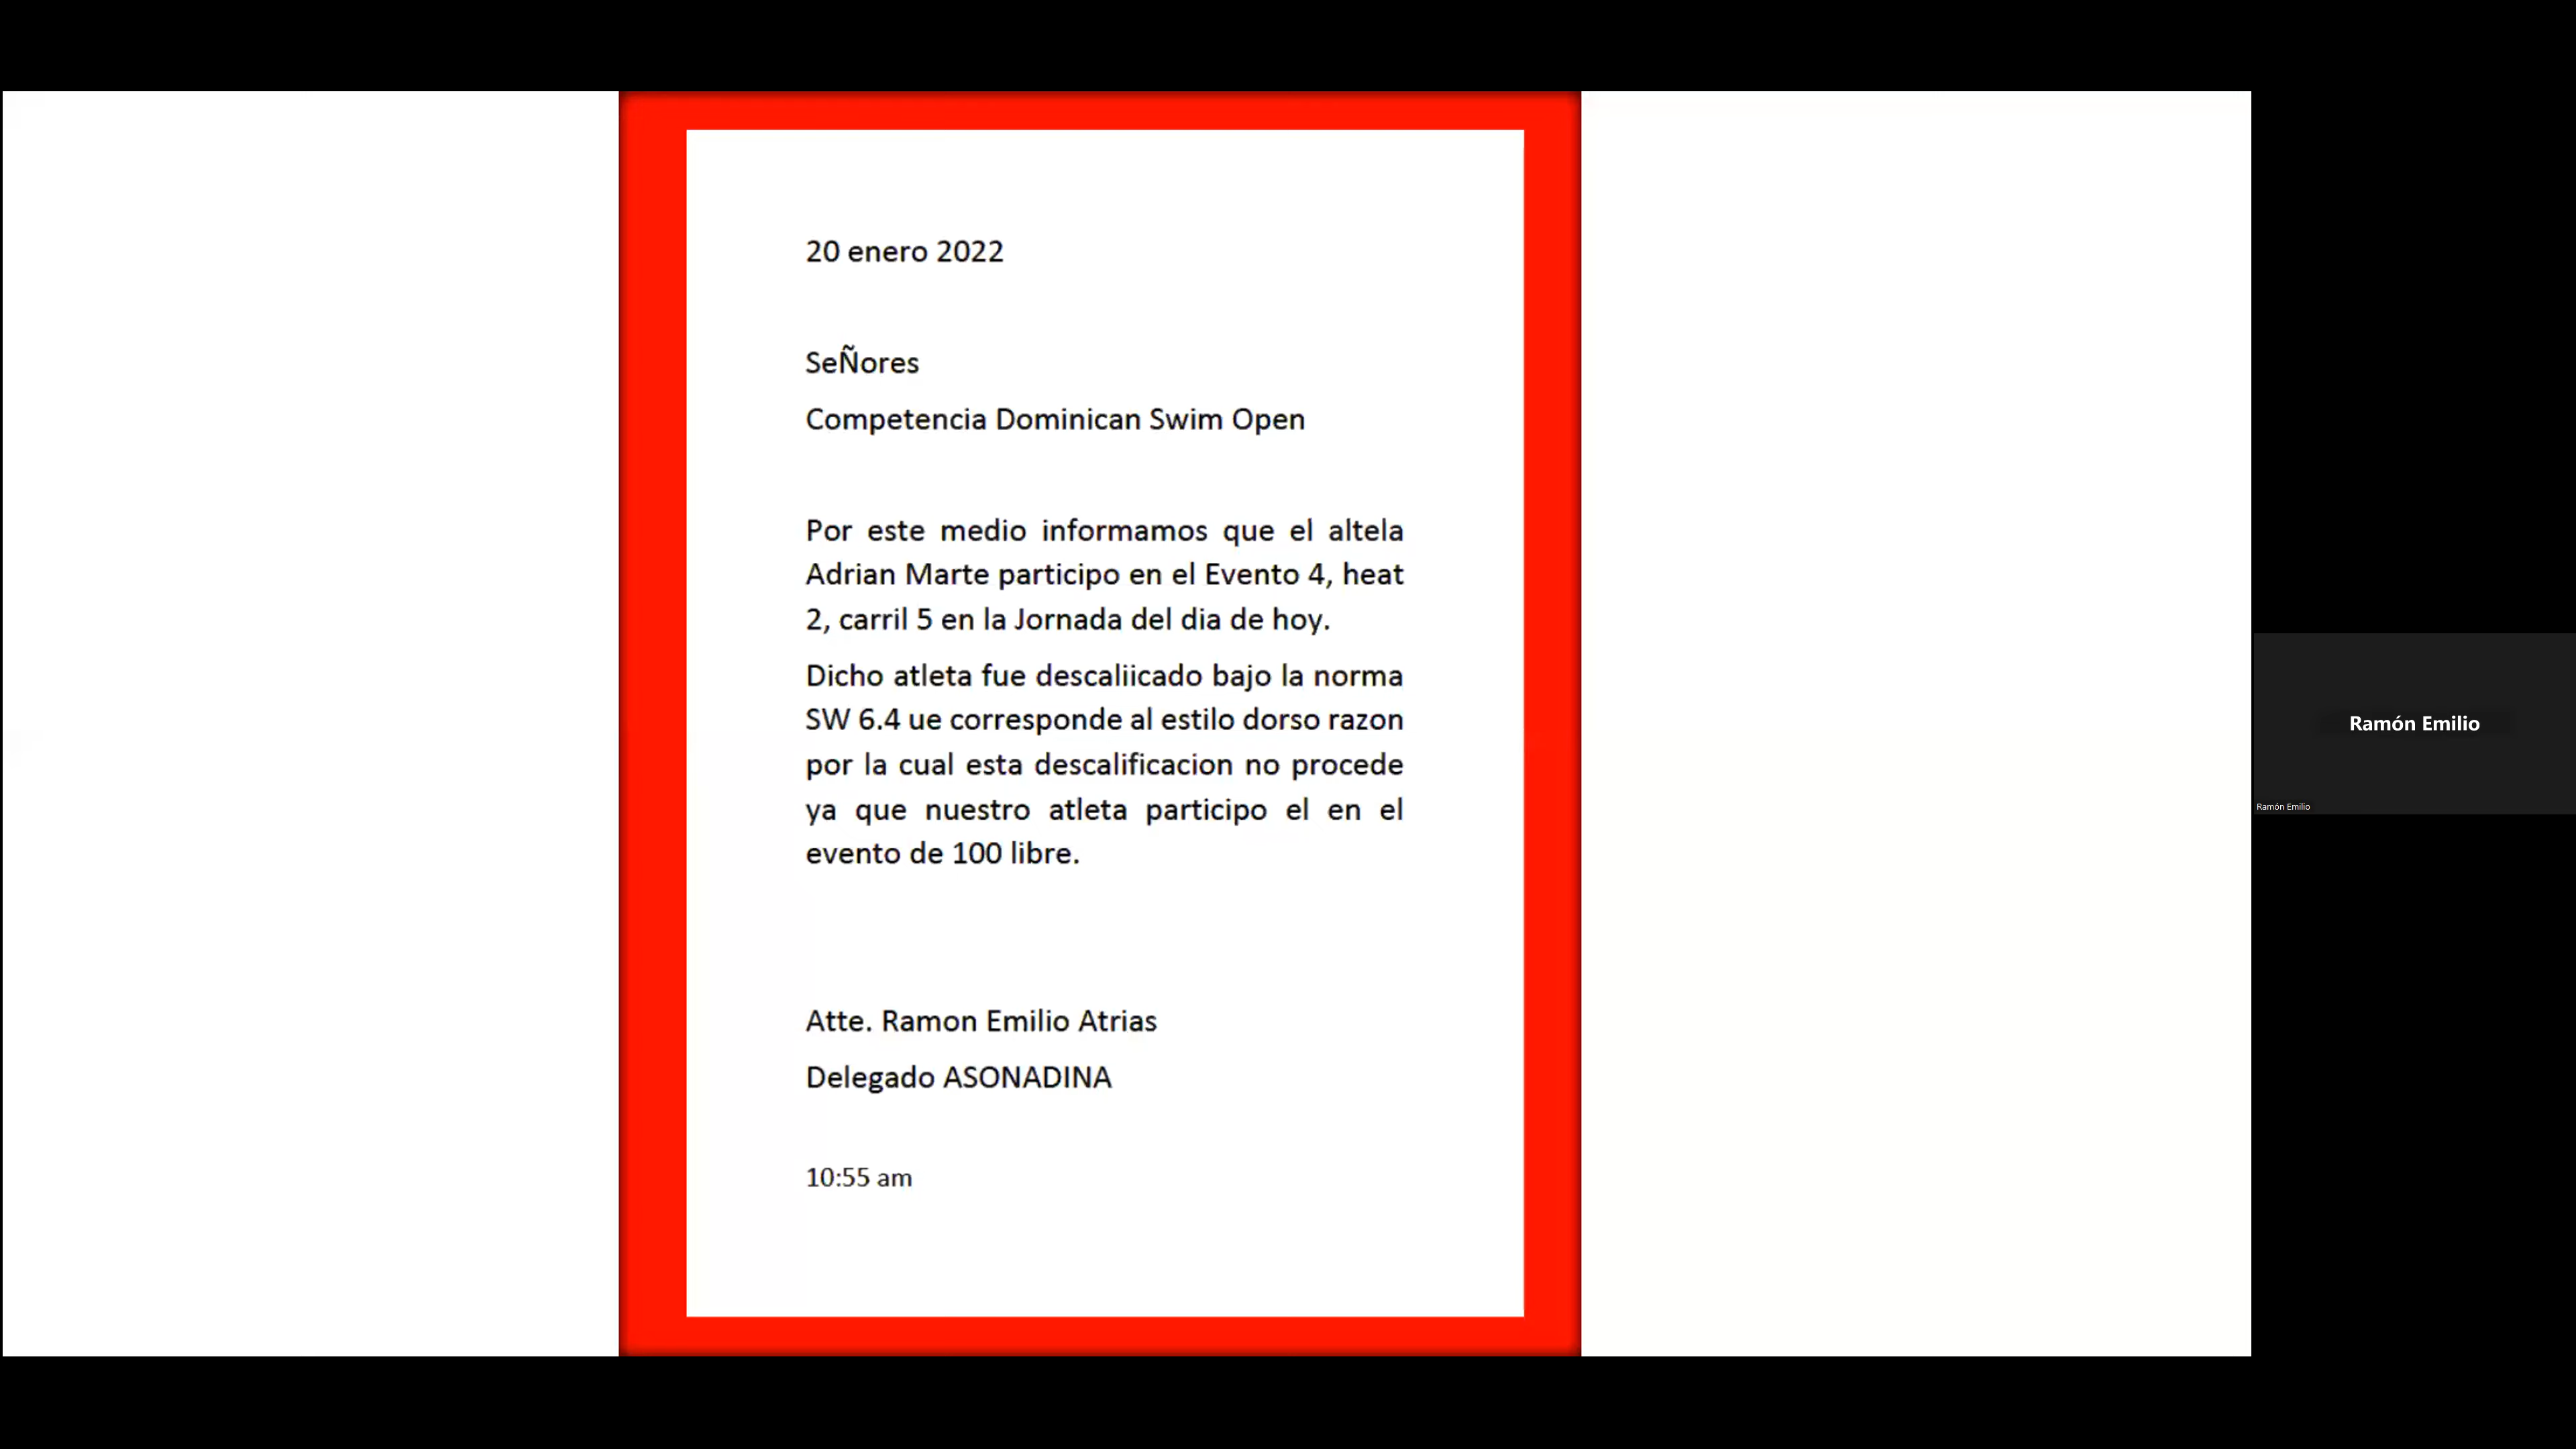 20 enero 2022
SeÑores
Competencia Dominican Swim Open
Por este medio informamos que el altela
Adrian Marte participo en el Evento 4, heat
2, carril 5 en la Jornada del dia de hoy.
Dicho atleta fue descaliicado bajo la norma
SW 6.4 ue corresponde al estilo dorso razon
por la cual esta descalificacion no procede
ya que nuestro atleta participo el en el
evento de 100 libre.
Atte. Ramon Emilio Atrias
Delegado ASONADINA
10:55 am
Ramón Emilio
Ramón Emilio